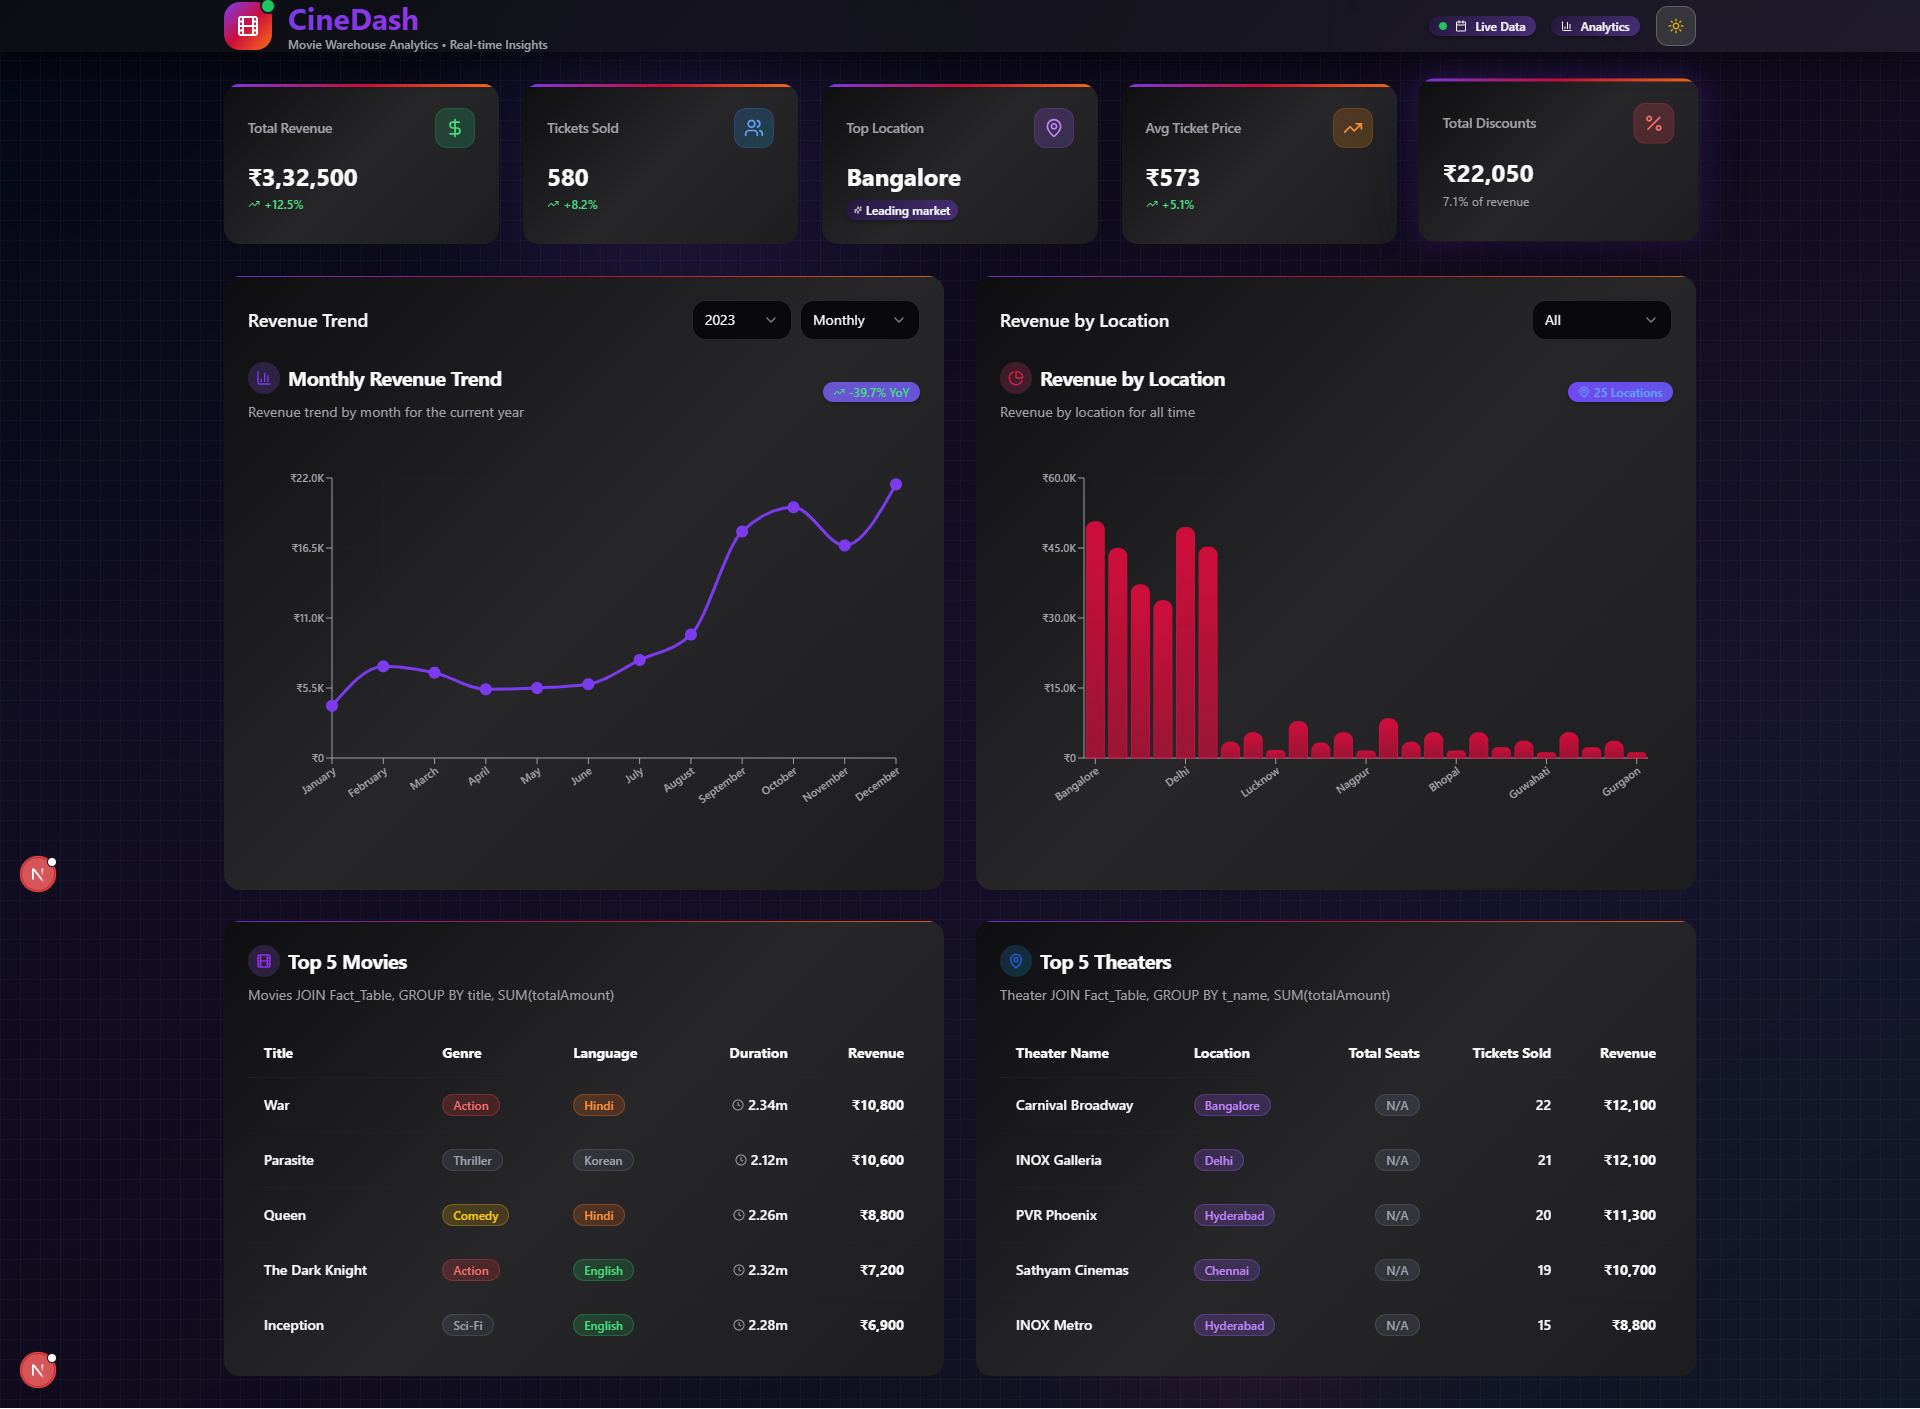 CineDash
Movie Warehouse Analytics • Real-time Insights
Live Data
Analytics
Total Revenue
₹3,32,500
+12.5%
Tickets Sold
580
+8.2%
Top Location
Bangalore
Leading market
Avg Ticket Price
₹573
+5.1%
Total Discounts
₹22,050
7.1% of revenue
Revenue Trend
2023
Monthly
Monthly Revenue Trend
-39.7% YoY
Revenue trend by month for the current year
₹22.0K
₹16.5K
₹11.0K
₹5.5K
₹0
January
February
March
April
May
June
July
August
September
October
November
December
Revenue by Location
All
Revenue by Location
25 Locations
Revenue by location for all time
₹60.0K
₹45.0K
₹30.0K
₹15.0K
₹0
Bangalore
Delhi
Lucknow
Nagpur
Bhopal
Guwahati
Gurgaon
N
Top 5 Movies
Movies JOIN Fact_Table, GROUP BY title, SUM(totalAmount)
Title Genre Language Duration Revenue
War Action Hindi 2.34m ₹10,800
Parasite Thriller Korean 2.12m ₹10,600
Queen Comedy Hindi 2.26m ₹8,800
The Dark Knight Action English 2.32m ₹7,200
Inception Sci-Fi English 2.28m ₹6,900
Top 5 Theaters
Theater JOIN Fact_Table, GROUP BY t_name, SUM(totalAmount)
Theater Name Location Total Seats Tickets Sold Revenue
Carnival Broadway Bangalore N/A 22 ₹12,100
INOX Galleria Delhi N/A 21 ₹12,100
PVR Phoenix Hyderabad N/A 20 ₹11,300
Sathyam Cinemas Chennai N/A 19 ₹10,700
INOX Metro Hyderabad N/A 15 ₹8,800
N